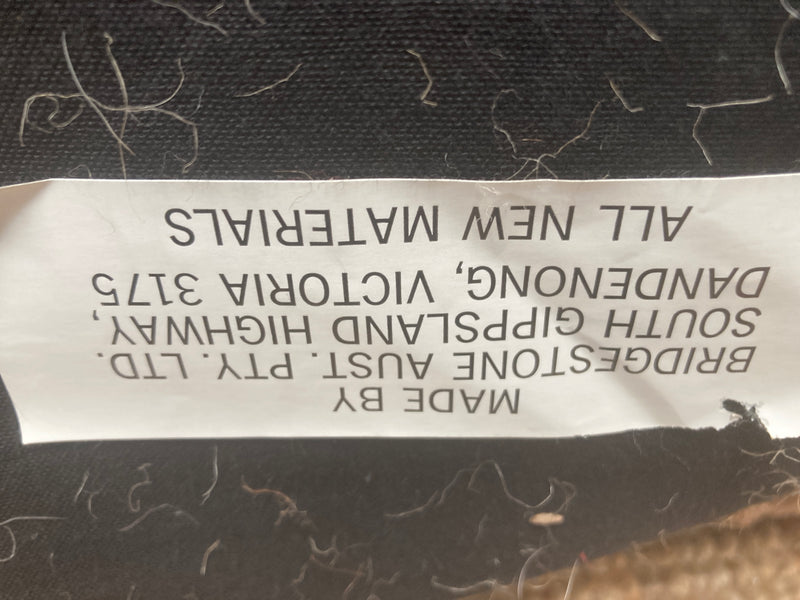 MADE BY
BRIDGESTONE AUST. PTY. LTD.
SOUTH GIPPSLAND HIGHWAY,
DANDENONG, VICTORIA 3175
ALL NEW MATERIALS